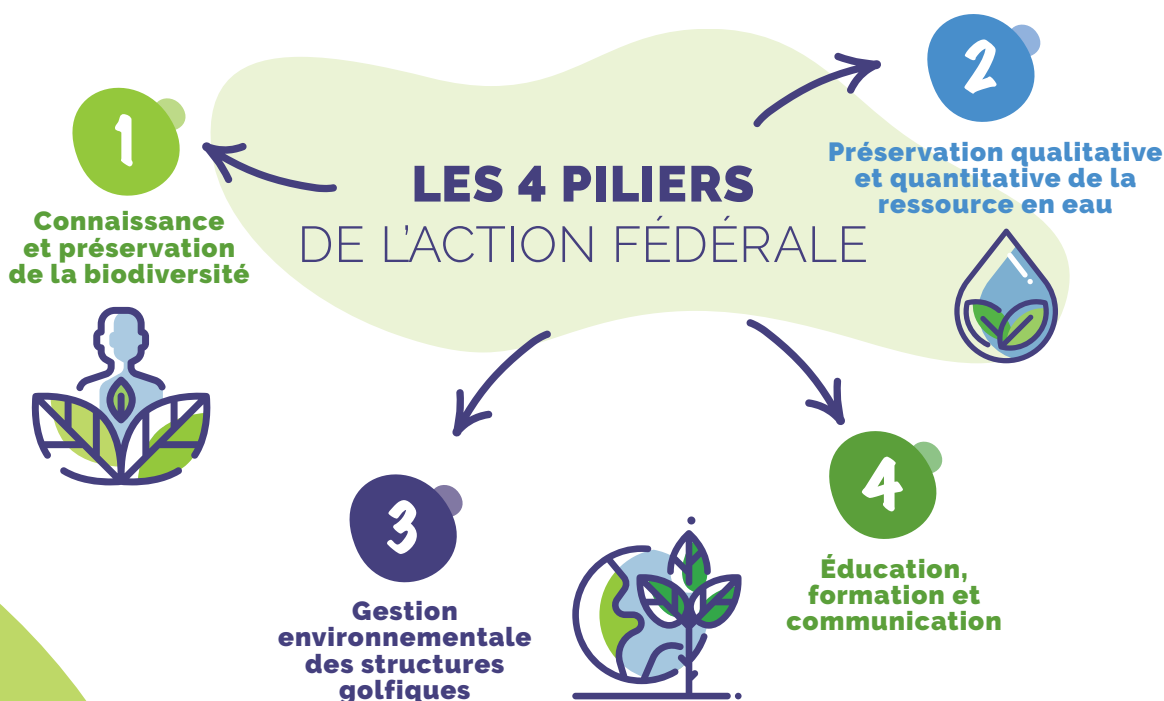 LES 4 PILIERS
DE L'ACTION FÉDÉRALE
1
Connaissance
et préservation
de la biodiversité
2
Préservation qualitative
et quantitative de la
ressource en eau
3
Gestion
environnementale
des structures
golfiques
4
Éducation,
formation et
communication